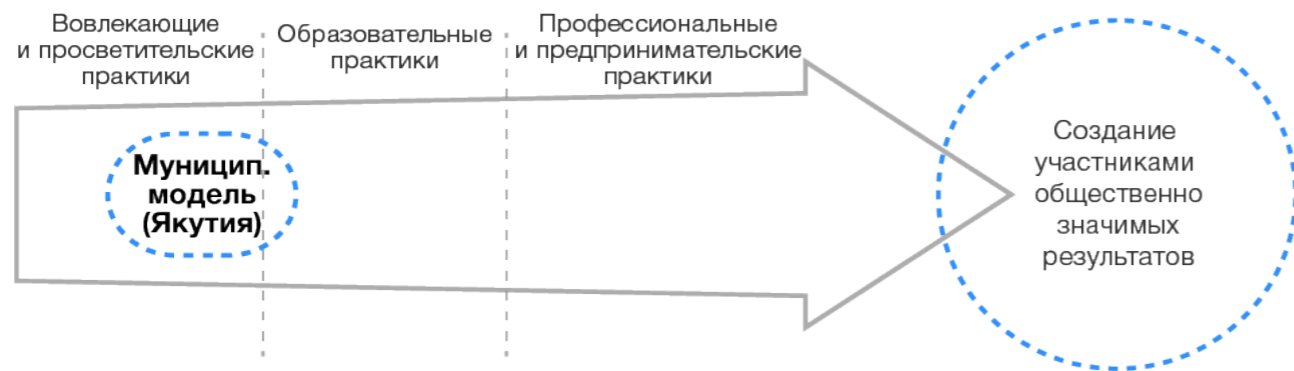 Вовлекающие
и просветительские
практики
Образовательные
практики
Профессиональные
и предпринимательские
практики
Муницип.
модель
(Якутия)
Создание
участниками
общественно
значимых
результатов